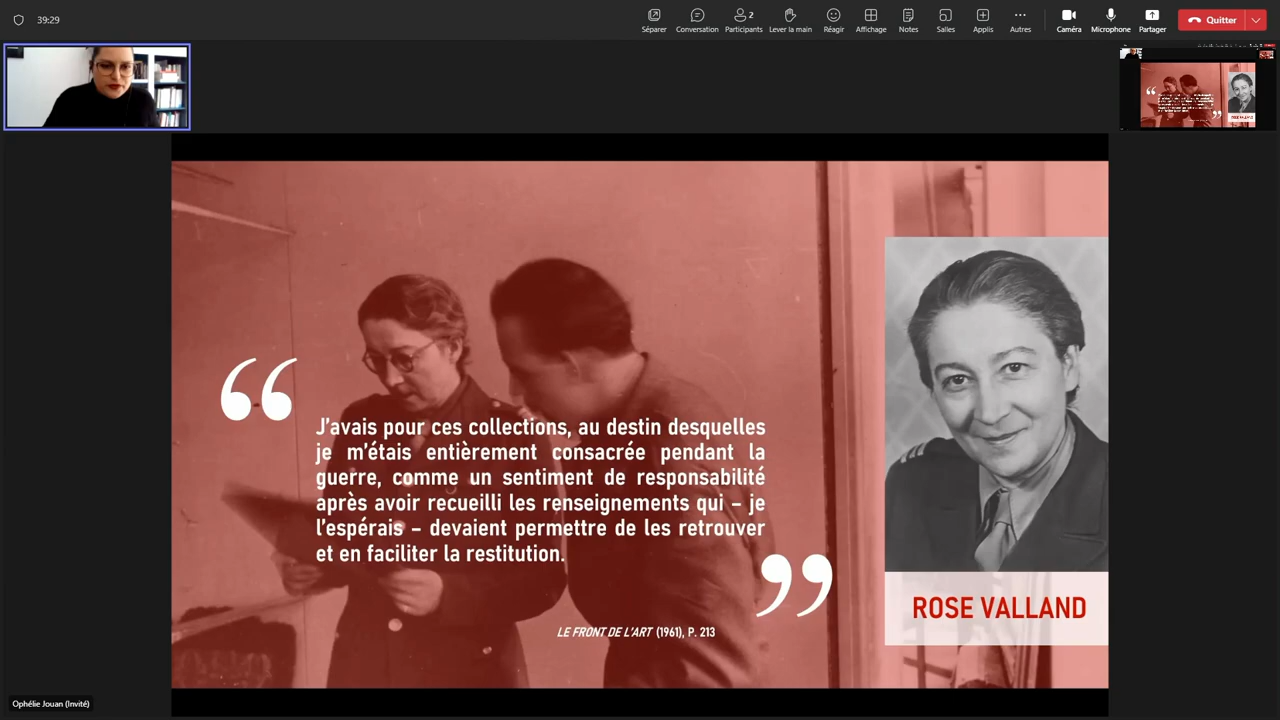 39:29
Séparer
Conversation
2
Participants
Lever la main
Réagir
Affichage
Notes
Salles
Applis
Autres
Caméra
Microphone
Partager
Quitter
“
J’avais pour ces collections, au destin desquelles
je m’étais entièrement consacrée pendant la
guerre, comme un sentiment de responsabilité
après avoir recueilli les renseignements qui – je
l’espérais – devaient permettre de les retrouver
et en faciliter la restitution.
”
LE FRONT DE L’ART (1961), P. 213
ROSE VALLAND
Ophélie Jouan (Invité)